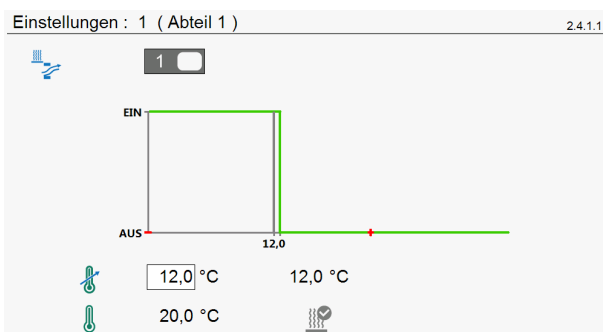 Einstellungen : 1 ( Abteil 1 ) 2.4.1.1
1
EIN
AUS
12,0
12,0 °C 12,0 °C
20,0 °C